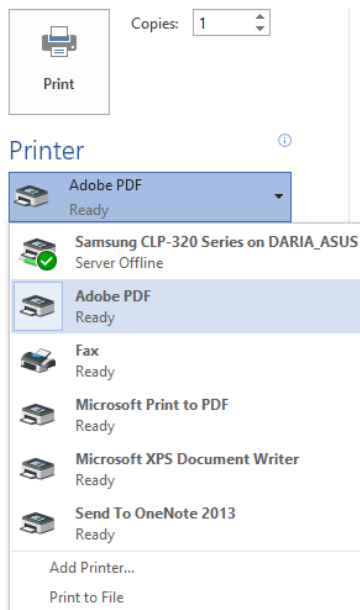 Copies: 1
Print
Printer
Adobe PDF
Ready
Samsung CLP-320 Series on DARIA_ASUS
Server Offline
Adobe PDF
Ready
Fax
Ready
Microsoft Print to PDF
Ready
Microsoft XPS Document Writer
Ready
Send To OneNote 2013
Ready
Add Printer...
Print to File